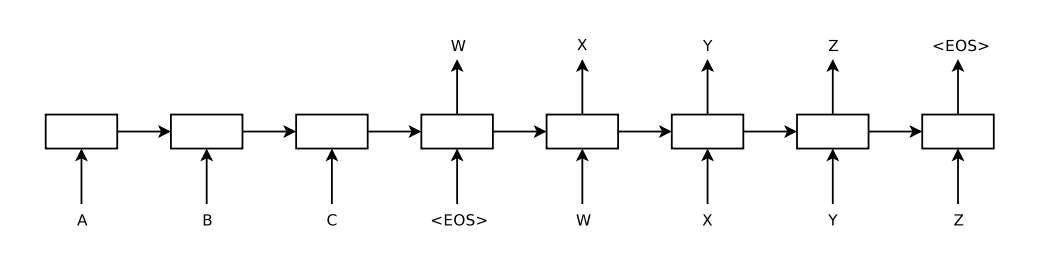 W X Y Z <EOS>
A B C <EOS> W X Y Z